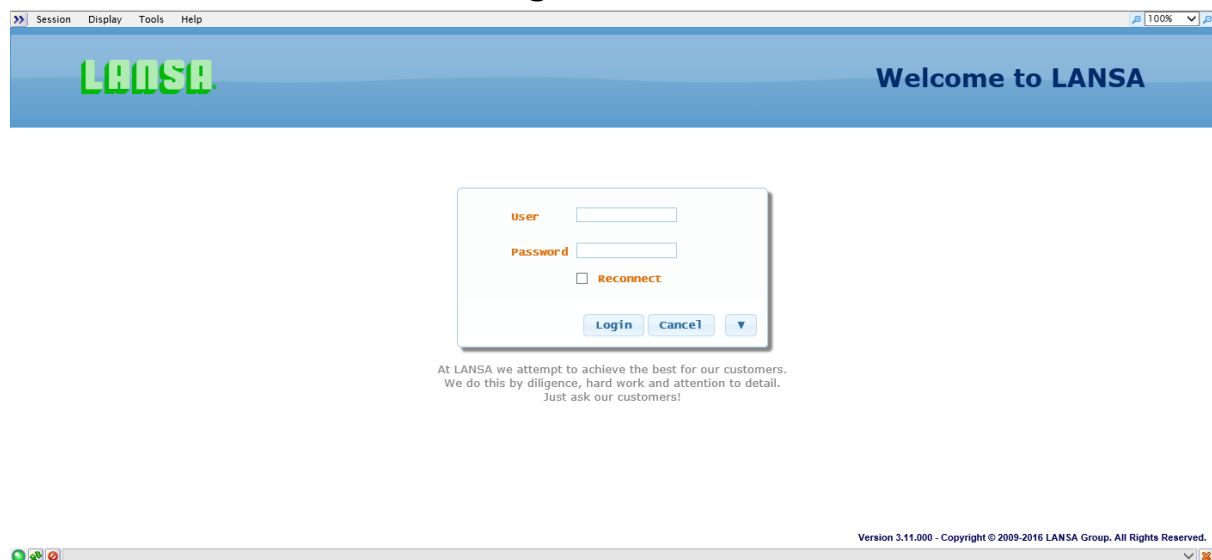 Session Display Tools Help
100%
LANSA
Welcome to LANSA
User
Password
Reconnect
Login Cancel ▼
At LANSA we attempt to achieve the best for our customers.
We do this by diligence, hard work and attention to detail.
Just ask our customers!
Version 3.11.000 - Copyright © 2009-2016 LANSA Group. All Rights Reserved.